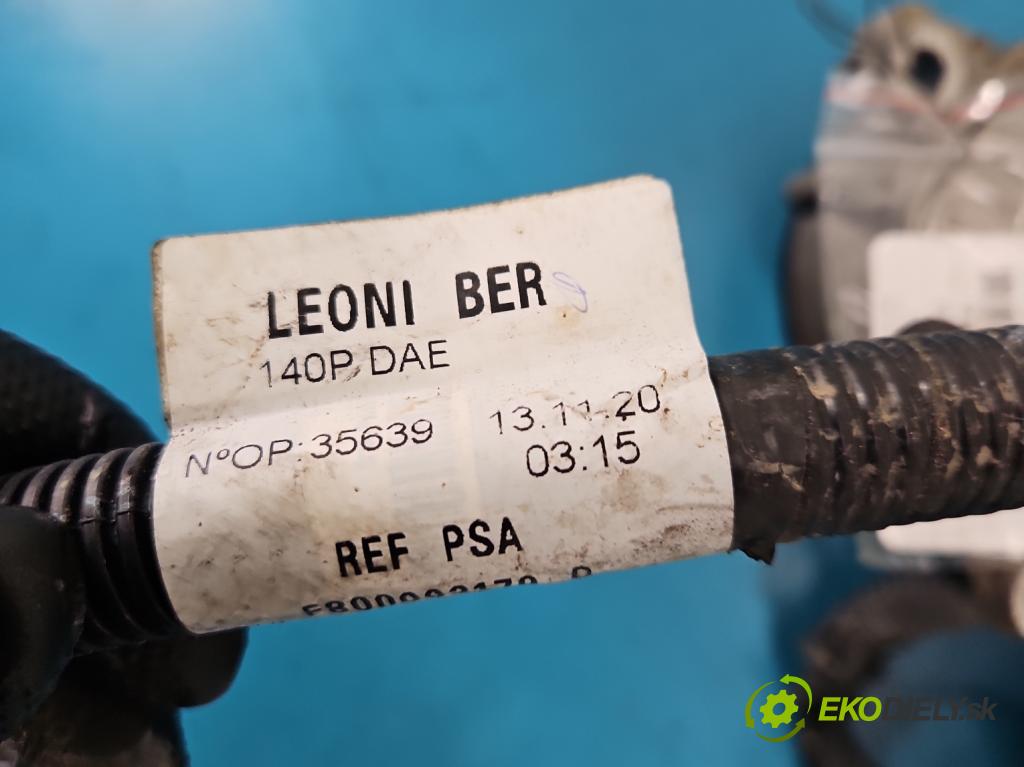 LEONI BER
140P DAE
N°OP:35639 13.11.20
03:15
REF PSA
EKODIELY.sk